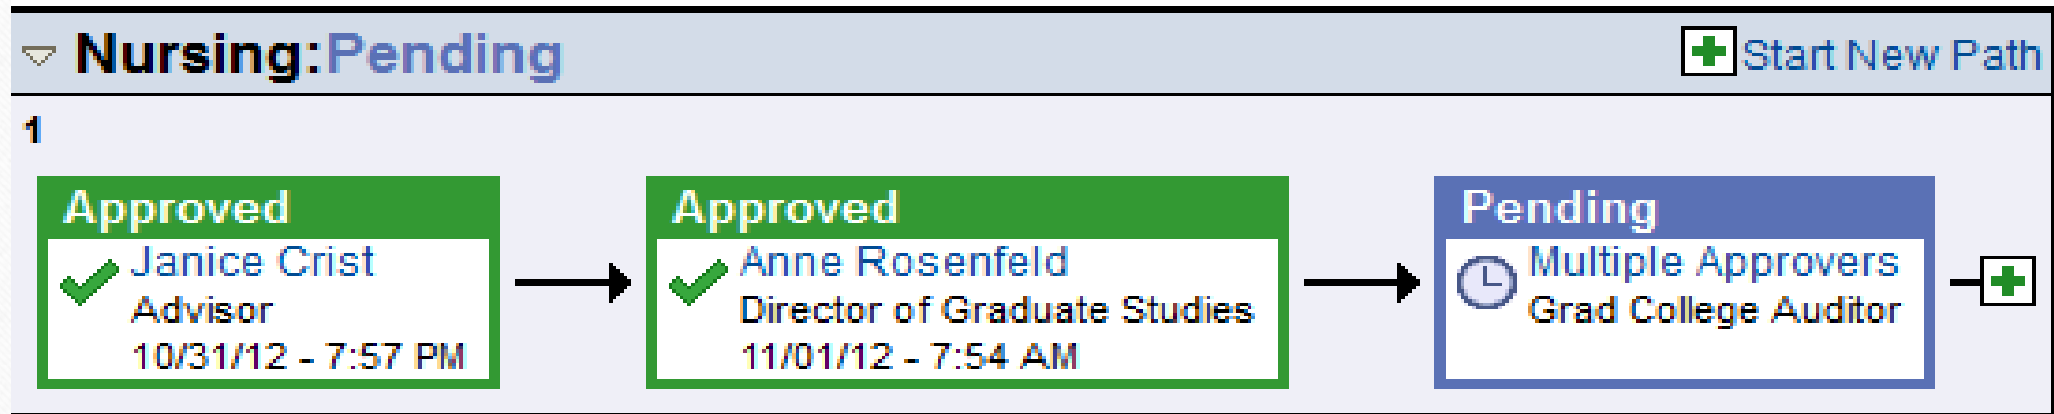 Nursing:Pending
Start New Path
1
Approved
Janice Crist
Advisor
10/31/12 - 7:57 PM
Approved
Anne Rosenfeld
Director of Graduate Studies
11/01/12 - 7:54 AM
Pending
Multiple Approvers
Grad College Auditor